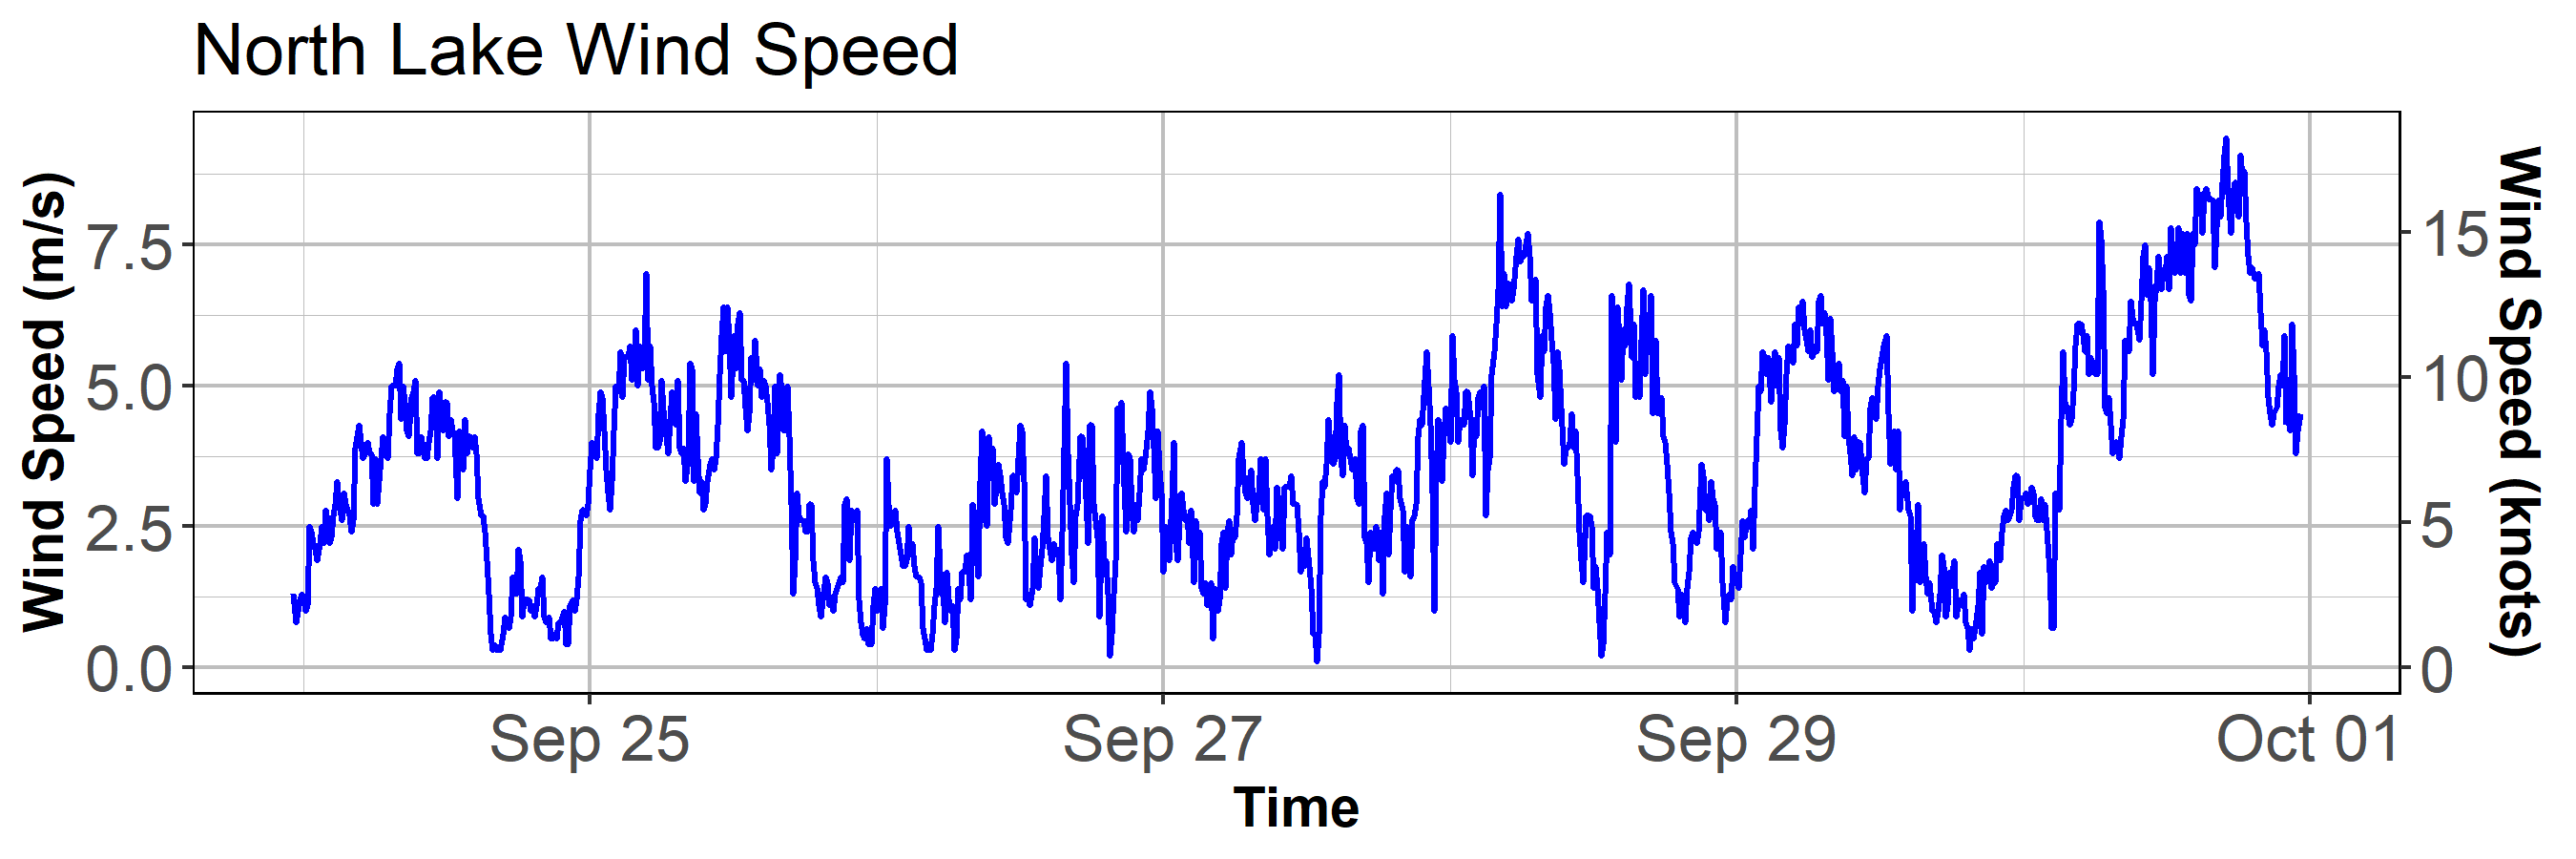 North Lake Wind Speed
Wind Speed (m/s)
7.5
5.0
2.5
0.0
15
10
5
0
Wind Speed (knots)
Sep 25
Sep 27
Sep 29
Oct 01
Time